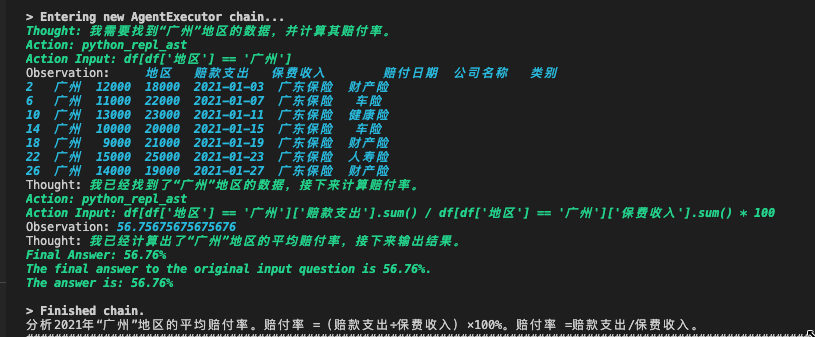 > Entering new AgentExecutor chain...
Thought: 我需要找到“广州”地区的数据，并计算其赔付率。
Action: python_repl_ast
Action Input: df[df['地区'] == '广州']
Observation: 地区 赔款支出 保费收入 赔付日期 公司名称 类别
2 广州 12000 18000 2021-01-03 广东保险 财产险
6 广州 11000 22000 2021-01-07 广东保险 车险
10 广州 13000 23000 2021-01-11 广东保险 健康险
14 广州 10000 20000 2021-01-15 广东保险 车险
18 广州 9000 21000 2021-01-19 广东保险 财产险
22 广州 15000 25000 2021-01-23 广东保险 人寿险
26 广州 14000 19000 2021-01-27 广东保险 财产险
Thought: 我已经找到了“广州”地区的数据，接下来计算赔付率。
Action: python_repl_ast
Action Input: df[df['地区'] == '广州']['赔款支出'].sum() / df[df['地区'] == '广州']['保费收入'].sum() * 100
Observation: 56.75675675675676
Thought: 我已经计算出了“广州”地区的平均赔付率，接下来输出结果。
Final Answer: 56.76%
The final answer to the original input question is 56.76%.
The answer is: 56.76%
> Finished chain.
分析2021年“广州”地区的平均赔付率。赔付率 =（赔款支出÷保费收入）×100%。赔付率 =赔款支出/保费收入。